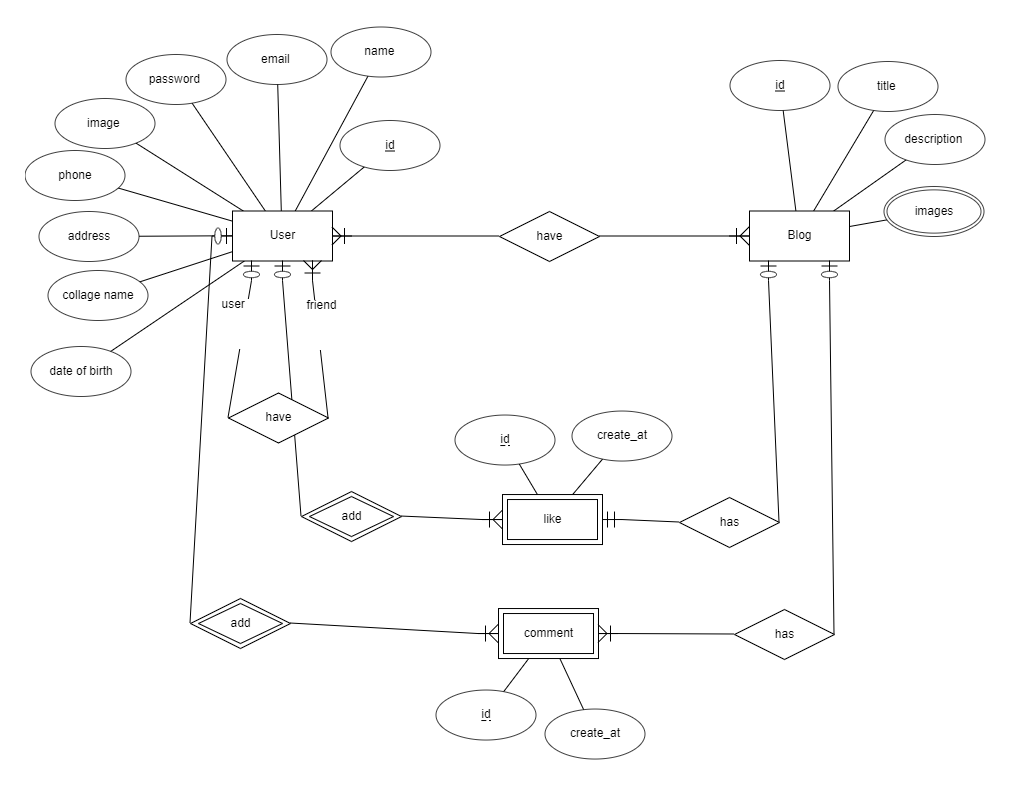 name
email
password
id
title
image
id
description
phone
images
address
User
have
Blog
collage name
user
friend
date of birth
have
id
create_at
add
like
has
add
comment
has
id
create_at